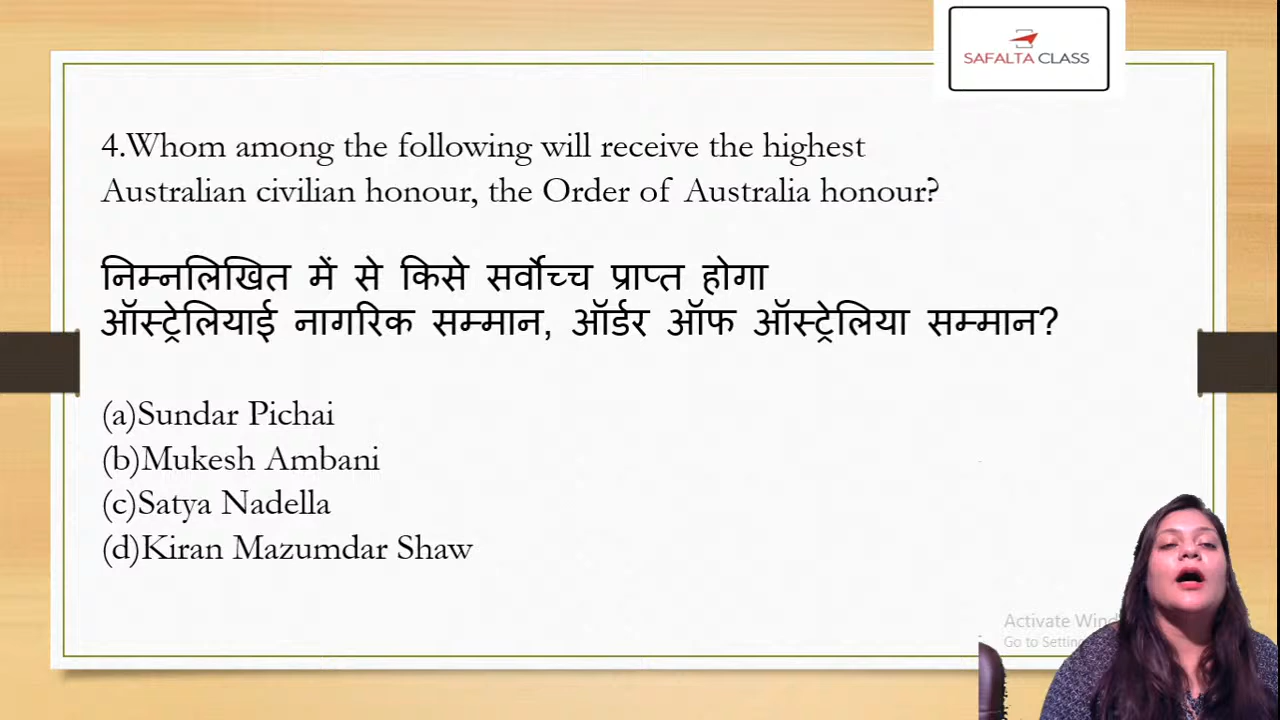 SAFALTA CLASS
4.Whom among the following will receive the highest
Australian civilian honour, the Order of Australia honour?
निम्नलिखित में से किसे सर्वोच्च प्राप्त होगा
ऑस्ट्रेलियाई नागरिक सम्मान, ऑर्डर ऑफ ऑस्ट्रेलिया सम्मान?
(a)Sundar Pichai
(b)Mukesh Ambani
(c)Satya Nadella
(d)Kiran Mazumdar Shaw
Activate Wind
Go to Setting